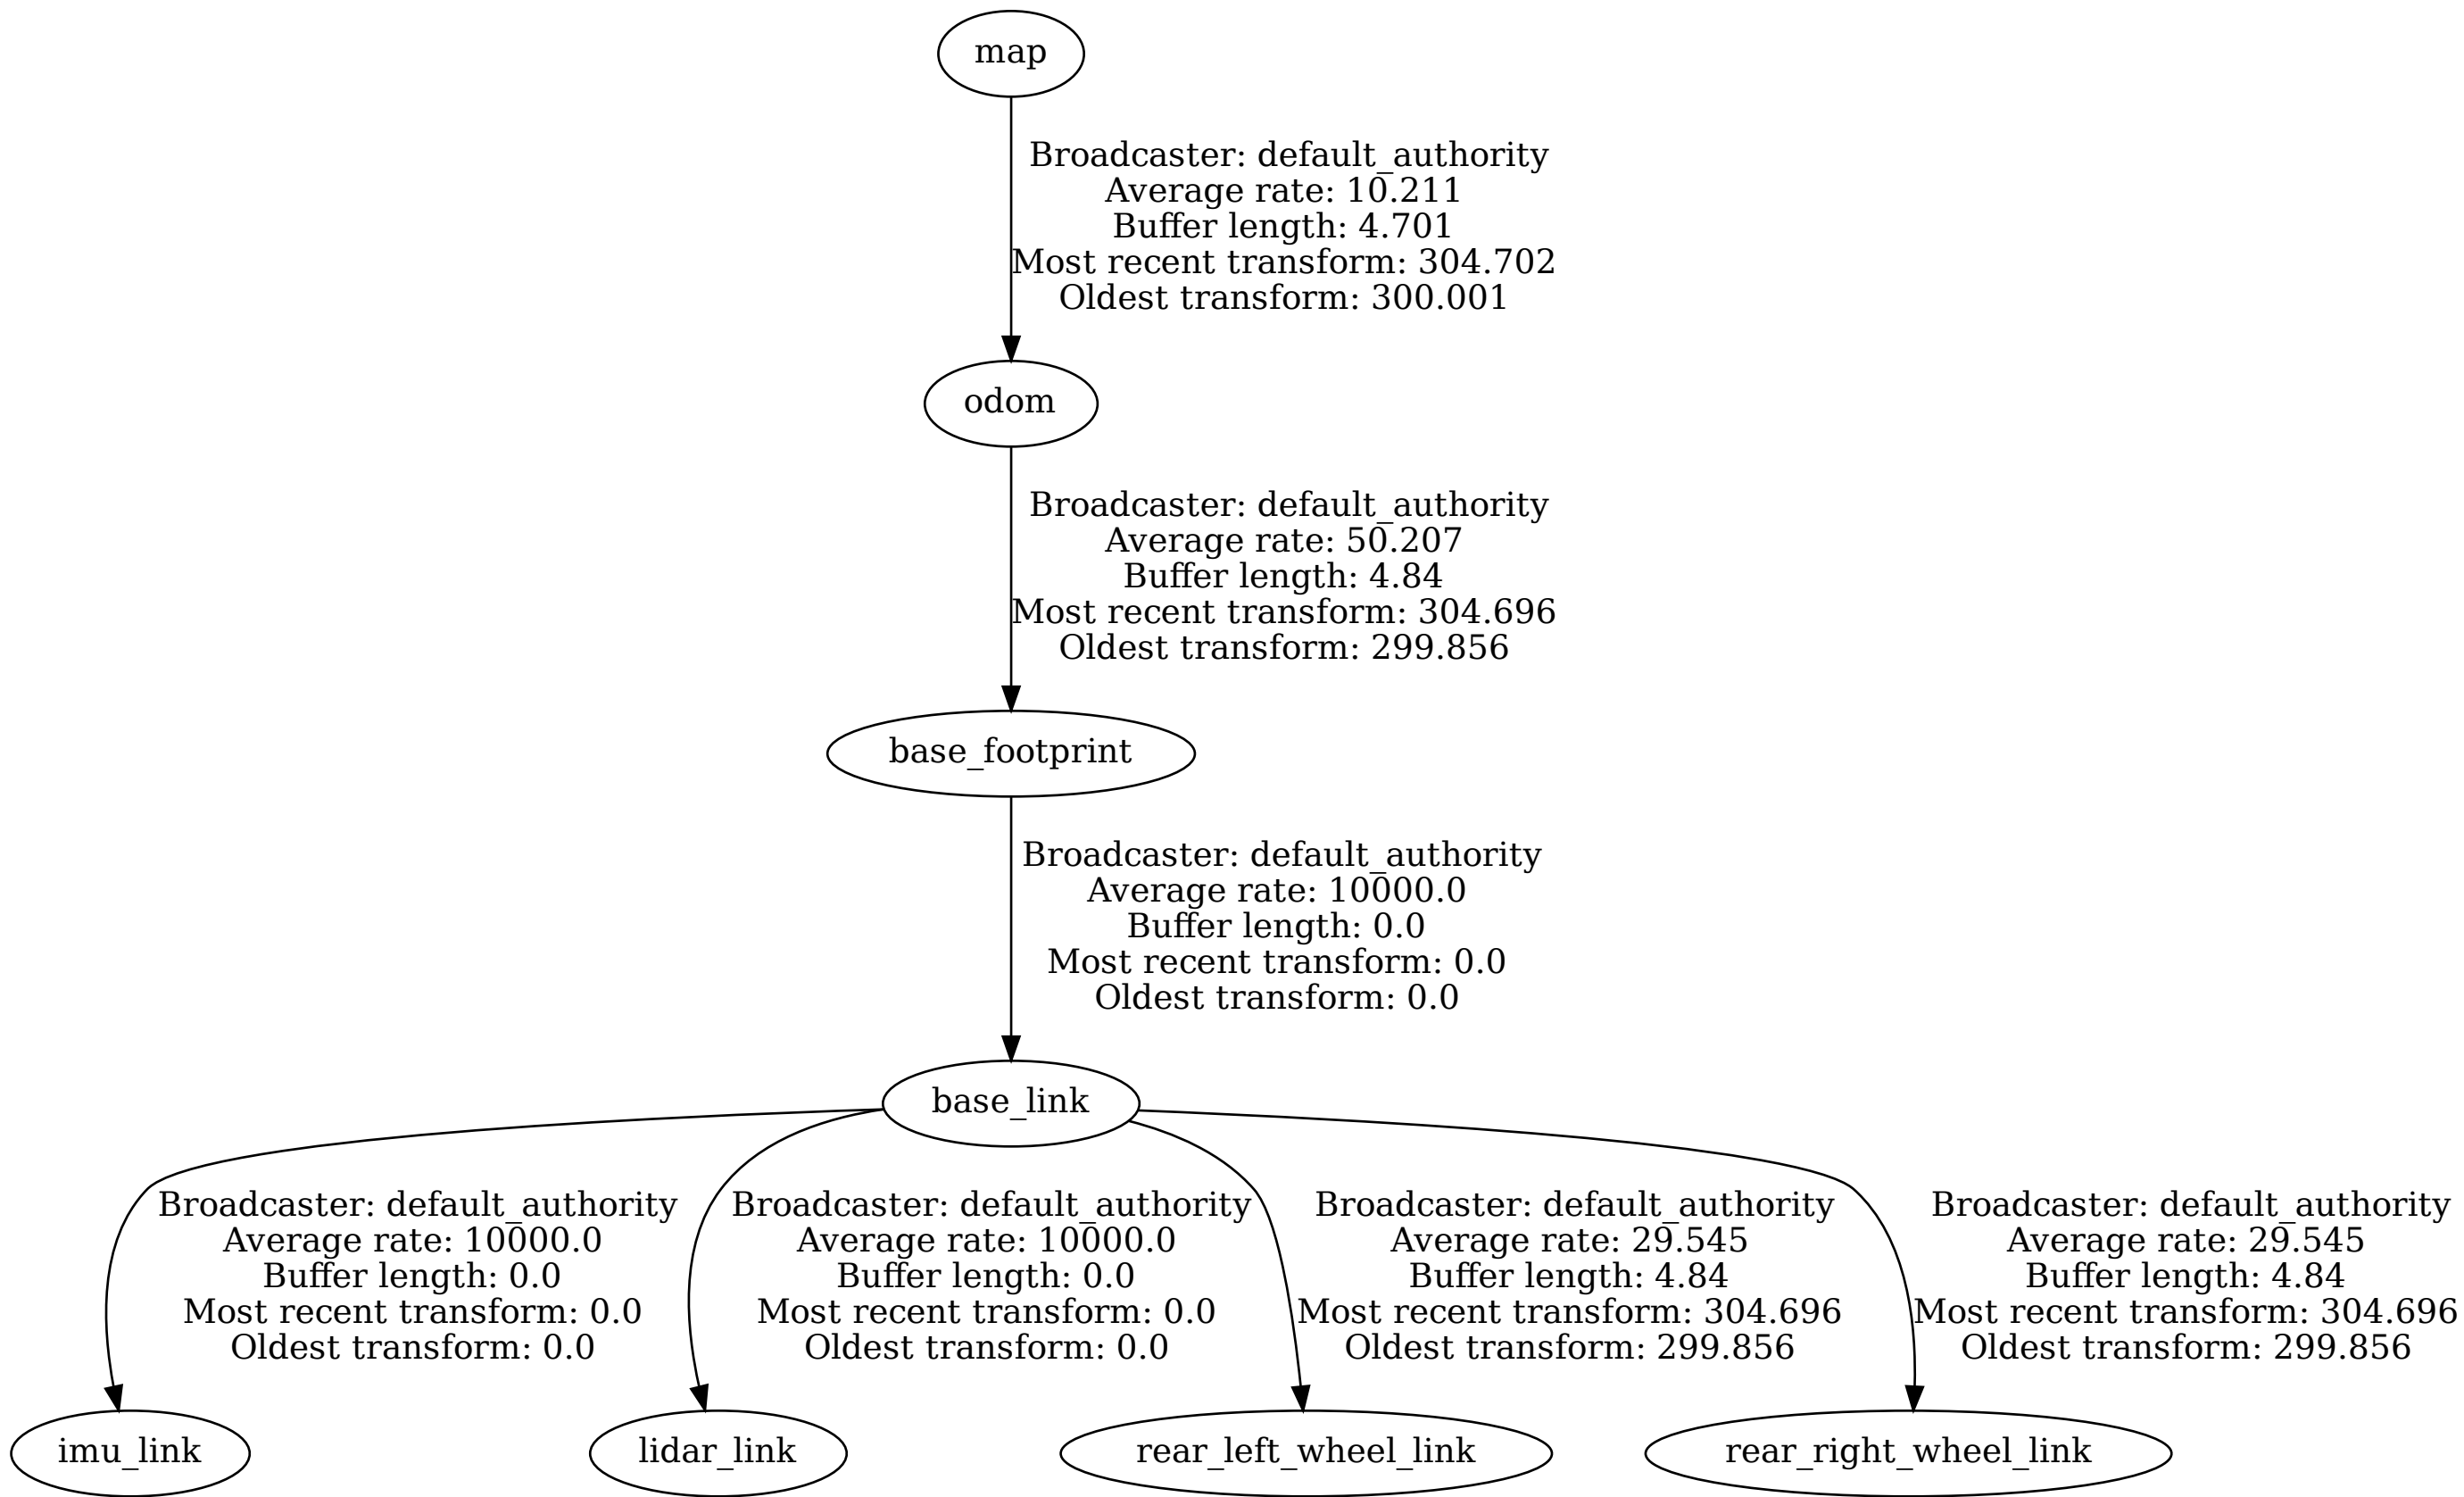 map
Broadcaster: default_authority
Average rate: 10.211
Buffer length: 4.701
Most recent transform: 304.702
Oldest transform: 300.001
odom
Broadcaster: default_authority
Average rate: 50.207
Buffer length: 4.84
Most recent transform: 304.696
Oldest transform: 299.856
base_footprint
Broadcaster: default_authority
Average rate: 10000.0
Buffer length: 0.0
Most recent transform: 0.0
Oldest transform: 0.0
base_link
Broadcaster: default_authority
Average rate: 10000.0
Buffer length: 0.0
Most recent transform: 0.0
Oldest transform: 0.0
Broadcaster: default_authority
Average rate: 10000.0
Buffer length: 0.0
Most recent transform: 0.0
Oldest transform: 0.0
Broadcaster: default_authority
Average rate: 29.545
Buffer length: 4.84
Most recent transform: 304.696
Oldest transform: 299.856
Broadcaster: default_authority
Average rate: 29.545
Buffer length: 4.84
Most recent transform: 304.696
Oldest transform: 299.856
imu_link
lidar_link
rear_left_wheel_link
rear_right_wheel_link